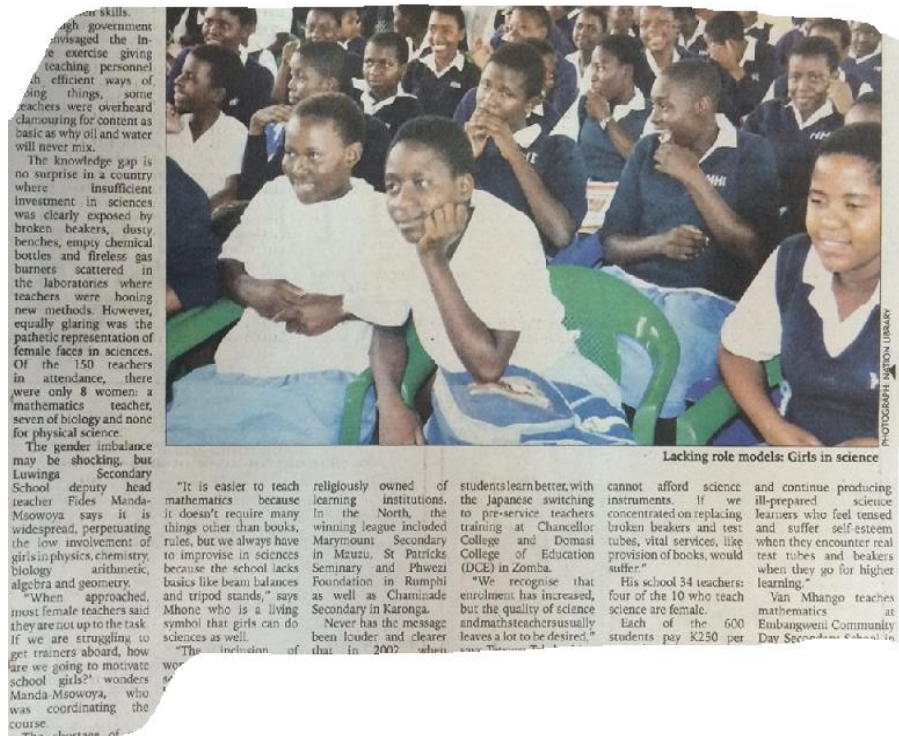 skills.
government
envisaged the In-
exercise giving
teaching personnel
efficient ways of
doing things, some
teachers were overheard
clamouring for content as
basic as why oil and water
will never mix.
The knowledge gap is
no surprise in a country
where insufficient
investment in sciences
was clearly exposed by
broken beakers, dusty
benches, empty chemical
bottles and fireless gas
burners scattered in
the laboratories where
teachers were honing
new methods. However,
equally glaring was the
pathetic representation of
female faces in sciences.
Of the 150 teachers
in attendance, there
were only 8 women: a
mathematics teacher,
seven of biology and none
for physical science.
The gender imbalance
may be shocking, but
Luwinga Secondary
School deputy head
teacher Fides Manda-
Msowoya says it is
widespread, perpetuating
the low involvement of
girls in physics, chemistry,
biology arithmetic,
algebra and geometry.
"When approached,
most female teachers said
they are not up to the task.
If we are struggling to
get trainers aboard, how
are we going to motivate
school girls?' wonders
Manda-Msowoya, who
was coordinating the
course.
The shortage of
PHOTOGRAPH: NATION LIBRARY
Lacking role models: Girls in science
"It is easier to teach
mathematics because
it doesn't require many
things other than books,
rules, but we always have
to improvise in sciences
because the school lacks
basics like beam balances
and tripod stands," says
Mhone who is a living
symbol that girls can do
sciences as well.
"The inclusion of
religiously owned of
learning institutions.
In the North, the
winning league included
Marymount Secondary
in Mzuzu, St Patricks
Seminary and Phwezi
Foundation in Rumphi
as well as Chaminade
Secondary in Karonga.
Never has the message
been louder and clearer
that in 2002 when
students learn better, with
the Japanese switching
to pre-service teachers
training at Chancellor
College and Domasi
College of Education
(DCE) in Zomba.
"We recognise that
enrolment has increased,
but the quality of science
and maths teachers usually
leaves a lot to be desired,"
says
cannot afford science
instruments. If we
concentrated on replacing
broken beakers and test
tubes, vital services, like
provision of books, would
suffer."
His school 34 teachers:
four of the 10 who teach
science are female.
Each of the 600
students pay K250 per
and continue producing
ill-prepared science
learners who feel tensed
and suffer self-esteem
when they encounter real
test tubes and beakers
when they go for higher
learning."
Van Mhango teaches
mathematics at
Embangweni Community
Day Secondary School in